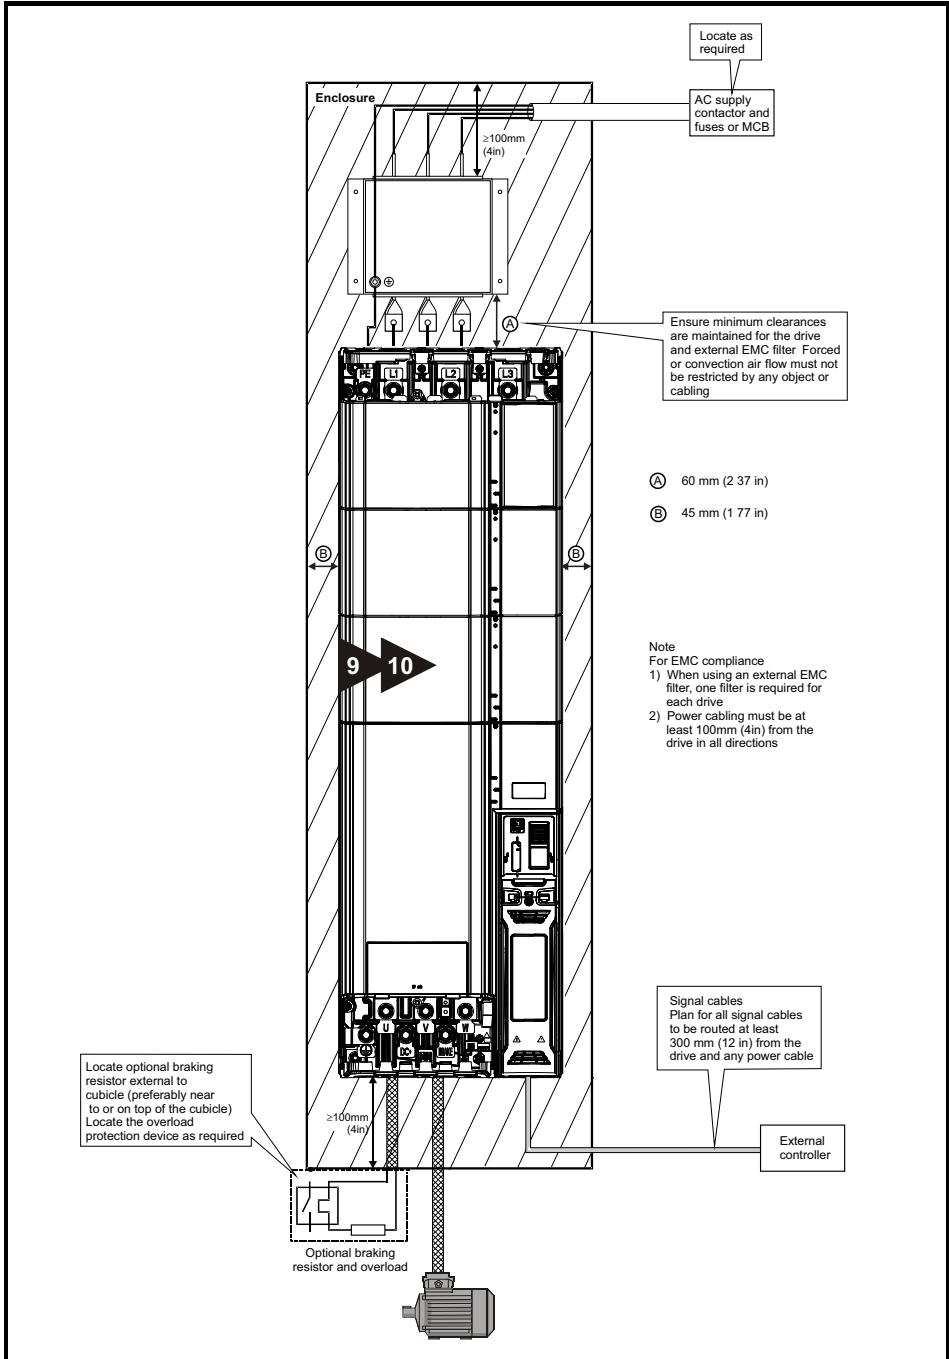 Locate as
required
Enclosure
AC supply
contactor and
fuses or MCB
≥100mm
(4in)
A
Ensure minimum clearances
are maintained for the drive
and external EMC filter Forced
or convection air flow must not
be restricted by any object or
cabling
PE L1 L2 L3
A 60 mm (2 37 in)
B 45 mm (1 77 in)
B B
9 10
Note
For EMC compliance
1) When using an external EMC
filter, one filter is required for
each drive
2) Power cabling must be at
least 100mm (4in) from the
drive in all directions
Signal cables
Plan for all signal cables
to be routed at least
300 mm (12 in) from the
drive and any power cable
U V W
BRAKE
Locate optional braking
resistor external to
cubicle (preferably near
to or on top of the cubicle)
Locate the overload
protection device as required
≥100mm
(4in)
External
controller
Optional braking
resistor and overload